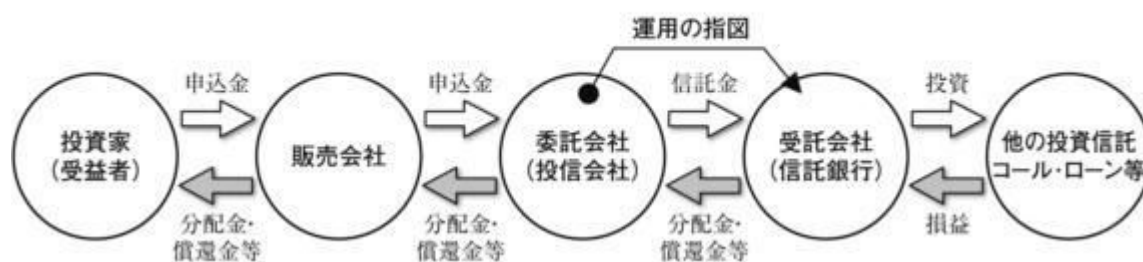 運用の指図
申込金
申込金
信託金
投資
投資家
(受益者)
販売会社
委託会社
(投信会社)
受託会社
(信託銀行)
他の投資信託
コール・ローン等
分配金・
償還金等
分配金・
償還金等
分配金・
償還金等
損益